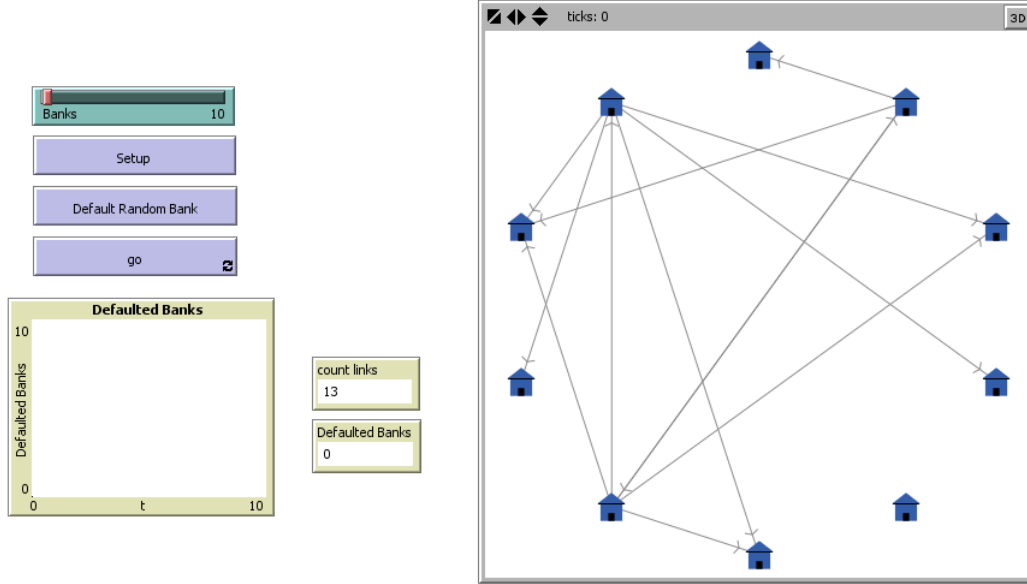 ticks: 0
3D
Banks 10
Setup
Default Random Bank
go
Defaulted Banks
10
Defaulted Banks
0
0 t 10
count links
13
Defaulted Banks
0